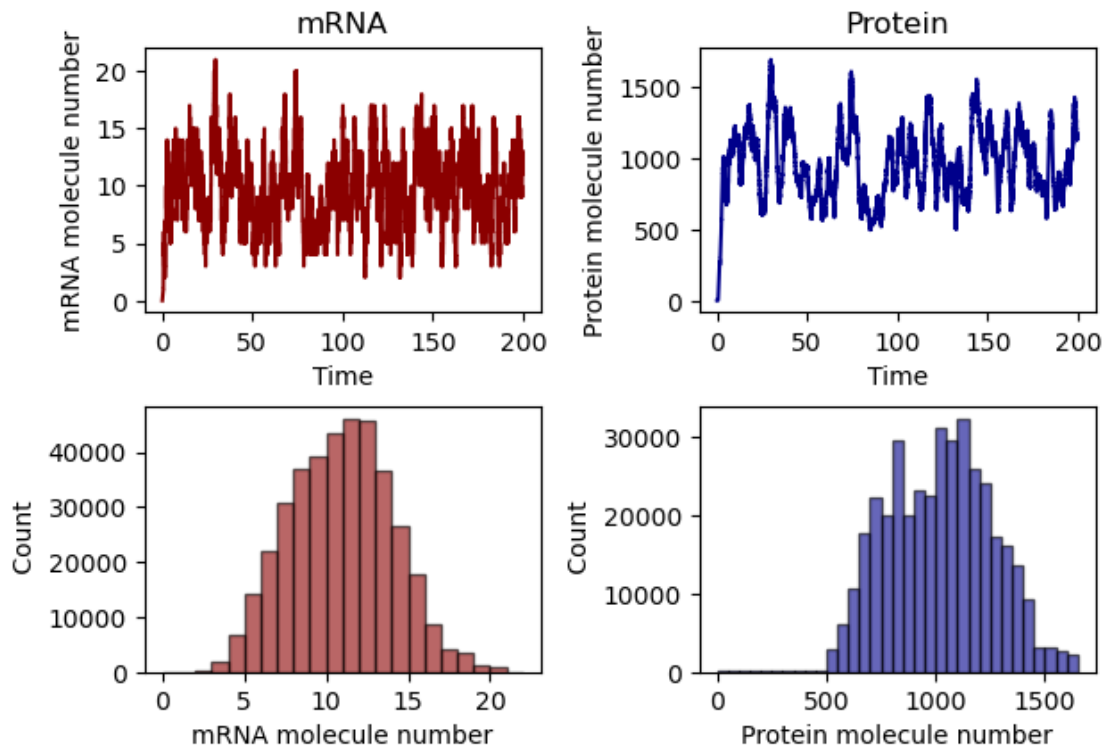 mRNA
mRNA molecule number
20
15
10
5
0
0 50 100 150 200
Time
Protein
Protein molecule number
1500
1000
500
0
0 50 100 150 200
Time
Count
40000
30000
20000
10000
0
0 5 10 15 20
mRNA molecule number
Count
30000
20000
10000
0
0 500 1000 1500
Protein molecule number